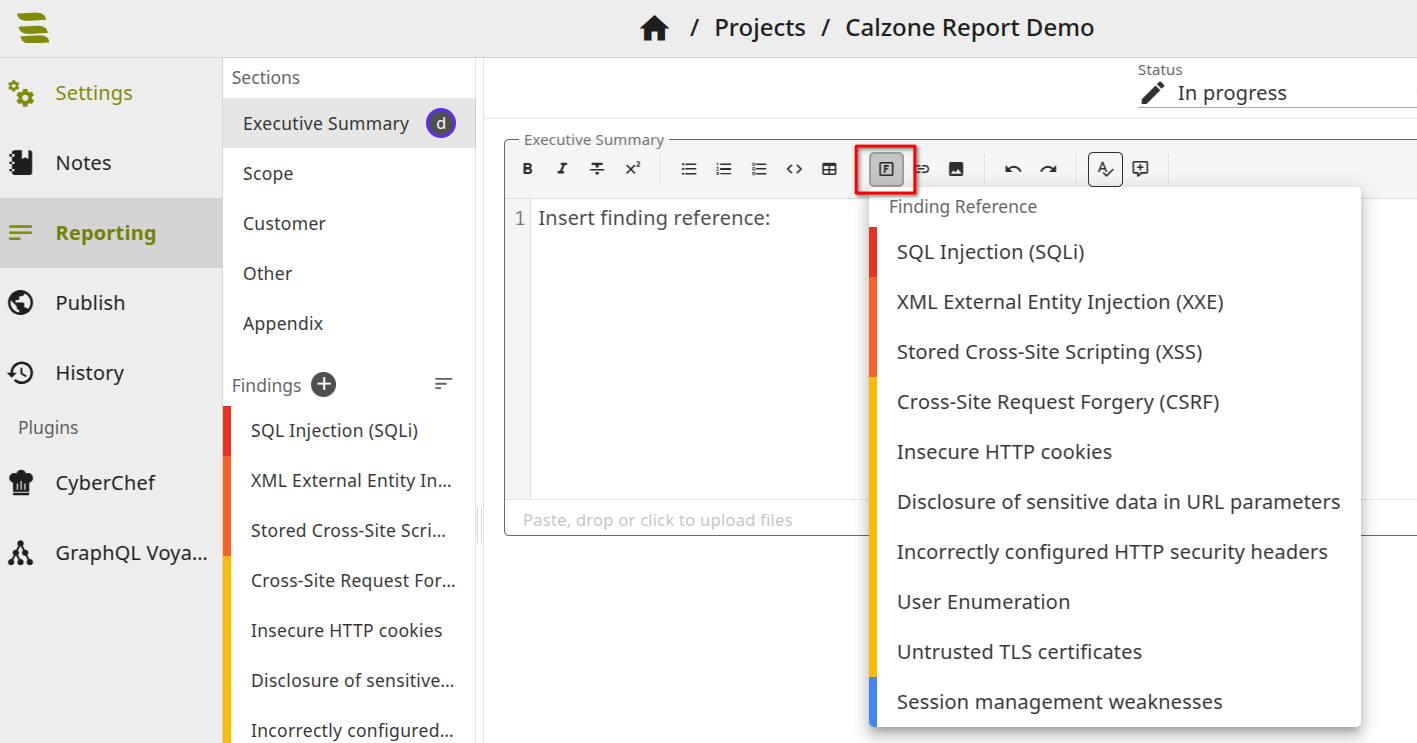 / Projects / Calzone Report Demo
Settings
Notes
Reporting
Publish
History
Plugins
CyberChef
GraphQL Voya...
Sections
Executive Summary d
Scope
Customer
Other
Appendix
Findings
SQL Injection (SQLi)
XML External Entity In...
Stored Cross-Site Scri...
Cross-Site Request For...
Insecure HTTP cookies
Disclosure of sensitive...
Incorrectly configured...
Status
In progress
Executive Summary
B I T x²
F
A
1 Insert finding reference:
Paste, drop or click to upload files
Finding Reference
SQL Injection (SQLi)
XML External Entity Injection (XXE)
Stored Cross-Site Scripting (XSS)
Cross-Site Request Forgery (CSRF)
Insecure HTTP cookies
Disclosure of sensitive data in URL parameters
Incorrectly configured HTTP security headers
User Enumeration
Untrusted TLS certificates
Session management weaknesses